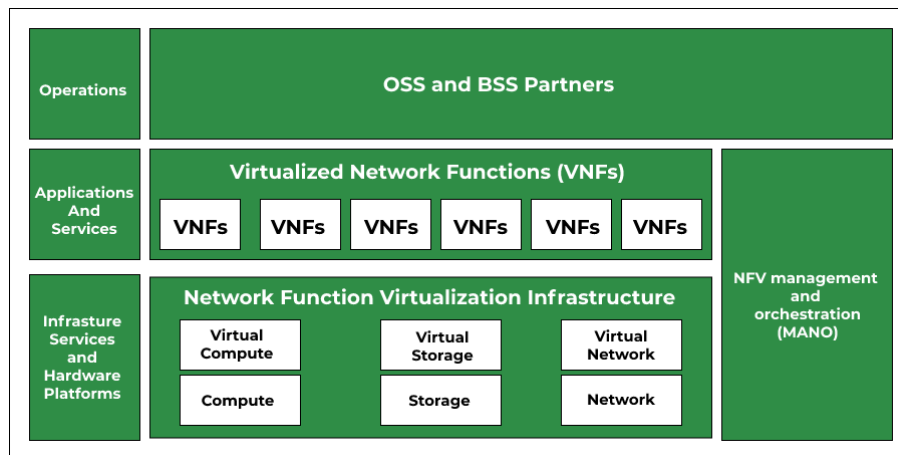 Operations
OSS and BSS Partners
Applications
And
Services
Virtualized Network Functions (VNFs)
VNFs
VNFs
VNFs
VNFs
VNFs
VNFs
NFV management
and
orchestration
(MANO)
Infrasture
Services
and
Hardware
Platforms
Network Function Virtualization Infrastructure
Virtual
Compute
Virtual
Storage
Virtual
Network
Compute
Storage
Network